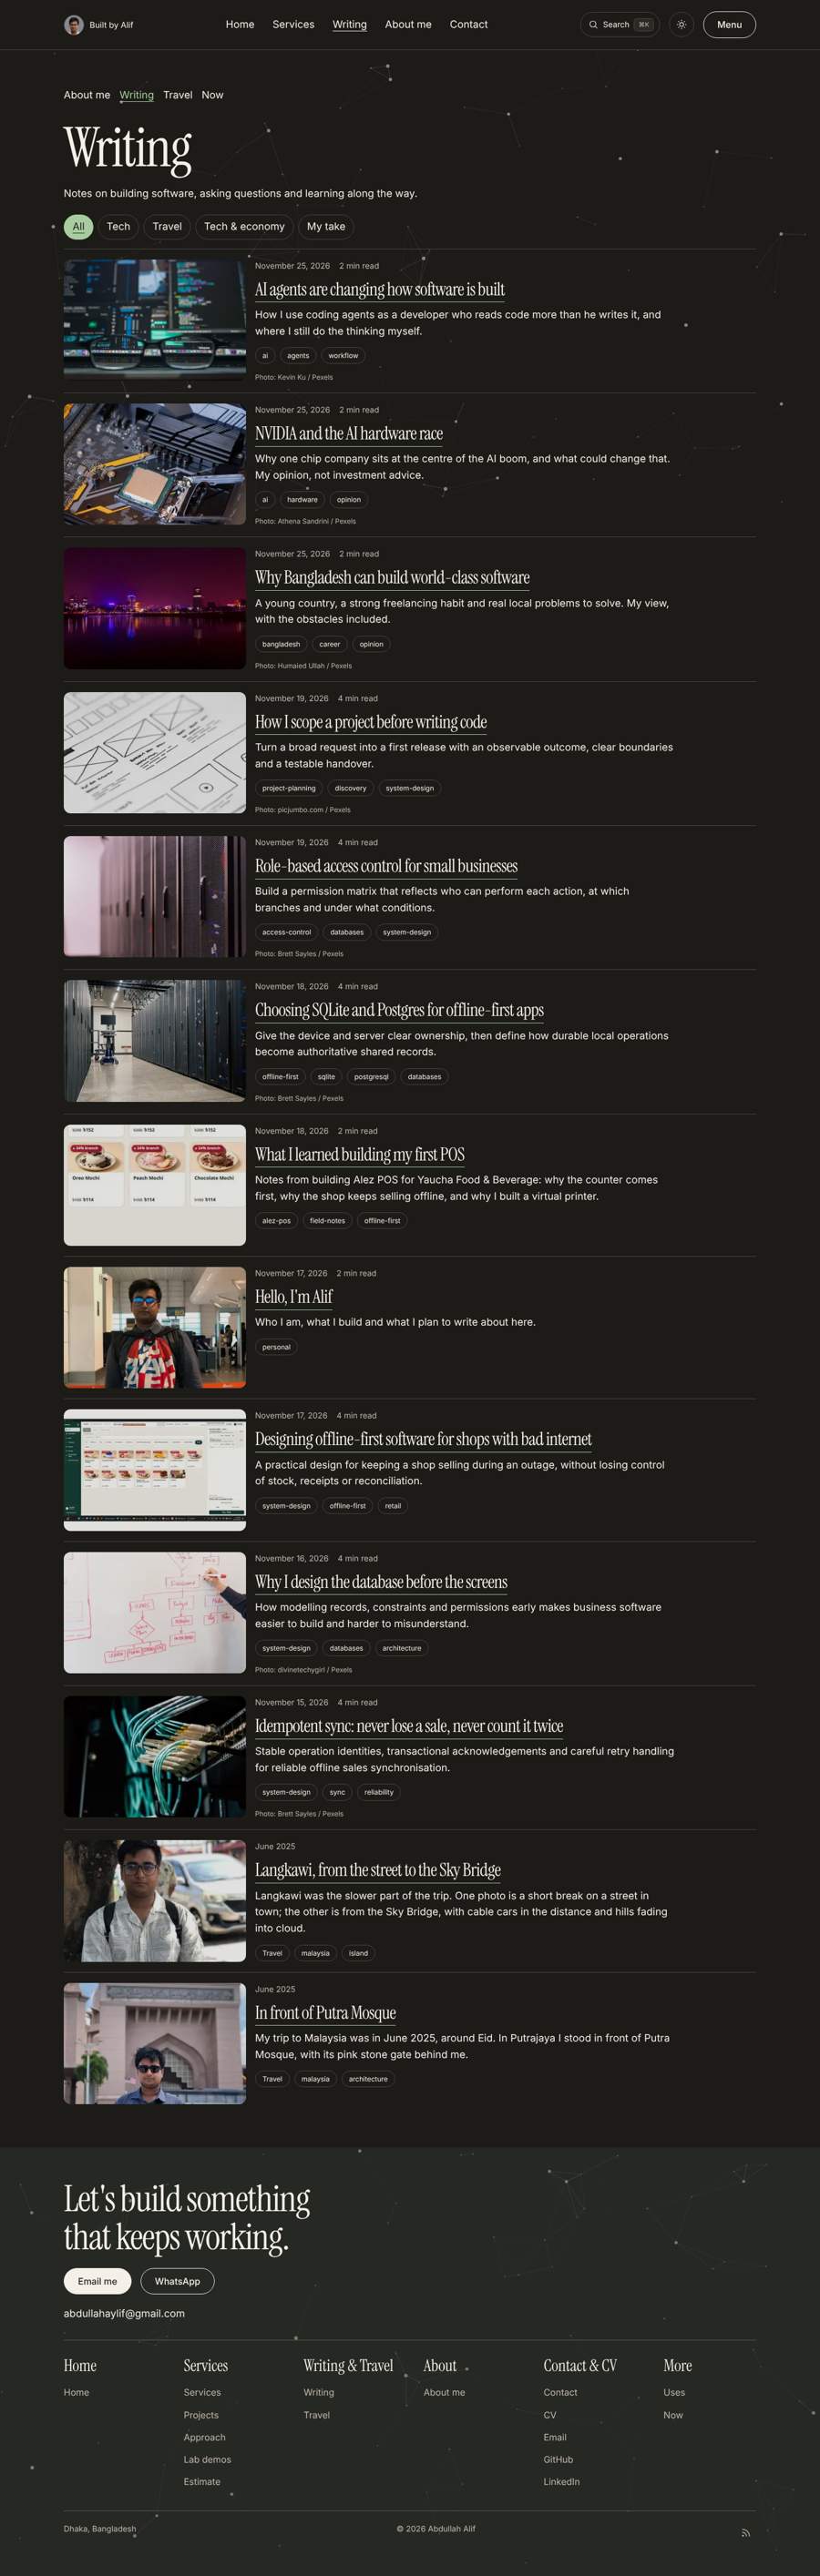 Built by Alif
Home Services Writing About me Contact
Search ⌘K
Menu
About me Writing Travel Now
Writing
Notes on building software, asking questions and learning along the way.
All Tech Travel Tech & economy My take
November 25, 2026 2 min read
AI agents are changing how software is built
How I use coding agents as a developer who reads code more than he writes it, and
where I still do the thinking myself.
ai agents workflow
Photo: Kevin Ku / Pexels
November 25, 2026 2 min read
NVIDIA and the AI hardware race
Why one chip company sits at the centre of the AI boom, and what could change that.
My opinion, not investment advice.
ai hardware opinion
Photo: Athena Sandrini / Pexels
November 25, 2026 2 min read
Why Bangladesh can build world-class software
A young country, a strong freelancing habit and real local problems to solve. My view,
with the obstacles included.
bangladesh career opinion
Photo: Humaied Ullah / Pexels
November 19, 2026 4 min read
How I scope a project before writing code
Turn a broad request into a first release with an observable outcome, clear boundaries
and a testable handover.
project-planning discovery system-design
Photo: picjumbo.com / Pexels
November 19, 2026 4 min read
Role-based access control for small businesses
Build a permission matrix that reflects who can perform each action, at which
branches and under what conditions.
access-control databases system-design
Photo: Brett Sayles / Pexels
November 18, 2026 4 min read
Choosing SQLite and Postgres for offline-first apps
Give the device and server clear ownership, then define how durable local operations
become authoritative shared records.
offline-first sqlite postgresql databases
Photo: Brett Sayles / Pexels
Oreo Mochi Peach Mochi Chocolate Mochi
November 18, 2026 2 min read
What I learned building my first POS
Notes from building Alez POS for Yaucha Food & Beverage: why the counter comes
first, why the shop keeps selling offline, and why I built a virtual printer.
alez-pos field-notes offline-first
November 17, 2026 2 min read
Hello, I'm Alif
Who I am, what I build and what I plan to write about here.
personal
November 17, 2026 4 min read
Designing offline-first software for shops with bad internet
A practical design for keeping a shop selling during an outage, without losing control
of stock, receipts or reconciliation.
system-design offline-first retail
November 16, 2026 4 min read
Why I design the database before the screens
How modelling records, constraints and permissions early makes business software
easier to build and harder to misunderstand.
system-design databases architecture
Photo: divinetechygirl / Pexels
November 15, 2026 4 min read
Idempotent sync: never lose a sale, never count it twice
Stable operation identities, transactional acknowledgements and careful retry handling
for reliable offline sales synchronisation.
system-design sync reliability
Photo: Brett Sayles / Pexels
June 2025
Langkawi, from the street to the Sky Bridge
Langkawi was the slower part of the trip. One photo is a short break on a street in
town; the other is from the Sky Bridge, with cable cars in the distance and hills fading
into cloud.
Travel malaysia island
June 2025
In front of Putra Mosque
My trip to Malaysia was in June 2025, around Eid. In Putrajaya I stood in front of Putra
Mosque, with its pink stone gate behind me.
Travel malaysia architecture
Let's build something
that keeps working.
Email me WhatsApp
abdullahaylif@gmail.com
Home Services Writing & Travel About Contact & CV More
Home Services Writing About me Contact Uses
Projects Travel CV Now
Approach Email
Lab demos GitHub
Estimate LinkedIn
Dhaka, Bangladesh © 2026 Abdullah Alif